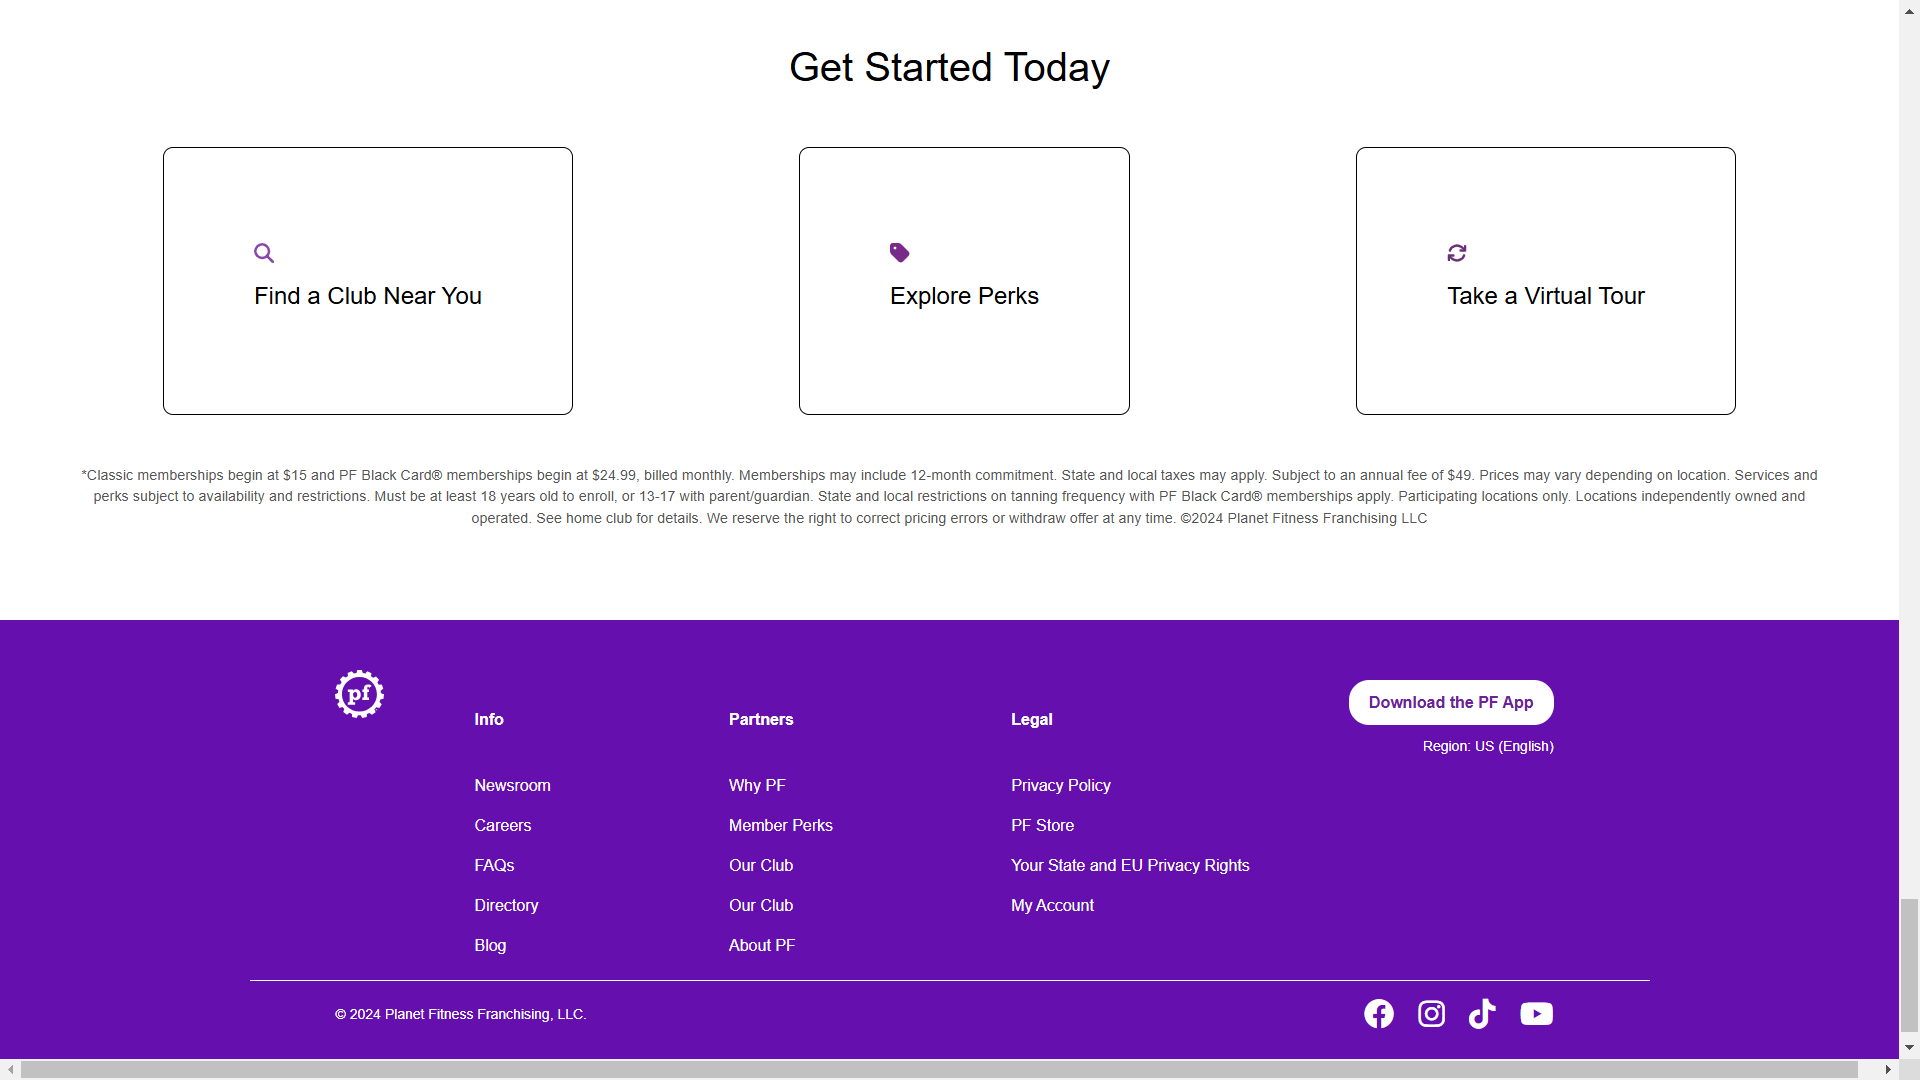 Get Started Today
Find a Club Near You
Explore Perks
Take a Virtual Tour
*Classic memberships begin at $15 and PF Black Card® memberships begin at $24.99, billed monthly. Memberships may include 12-month commitment. State and local taxes may apply. Subject to an annual fee of $49. Prices may vary depending on location. Services and
perks subject to availability and restrictions. Must be at least 18 years old to enroll, or 13-17 with parent/guardian. State and local restrictions on tanning frequency with PF Black Card® memberships apply. Participating locations only. Locations independently owned and
operated. See home club for details. We reserve the right to correct pricing errors or withdraw offer at any time. ©2024 Planet Fitness Franchising LLC
pf
Info
Newsroom
Careers
FAQs
Directory
Blog
Partners
Why PF
Member Perks
Our Club
Our Club
About PF
Legal
Privacy Policy
PF Store
Your State and EU Privacy Rights
My Account
Download the PF App
Region: US (English)
© 2024 Planet Fitness Franchising, LLC.